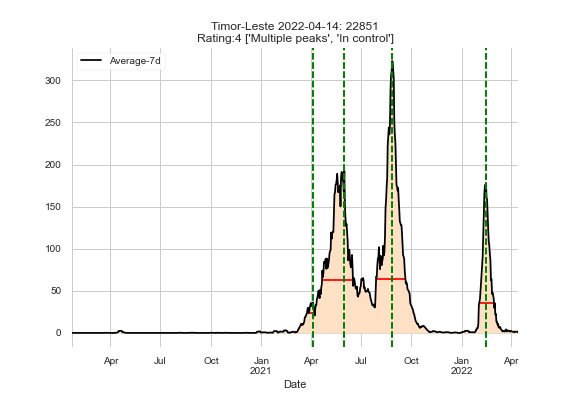 Timor-Leste 2022-04-14: 22851
Rating:4 ['Multiple peaks', 'In control']
Average-7d
300
250
200
150
100
50
0
Apr Jul Oct Jan Apr Jul Oct Jan Apr
2021 2022
Date